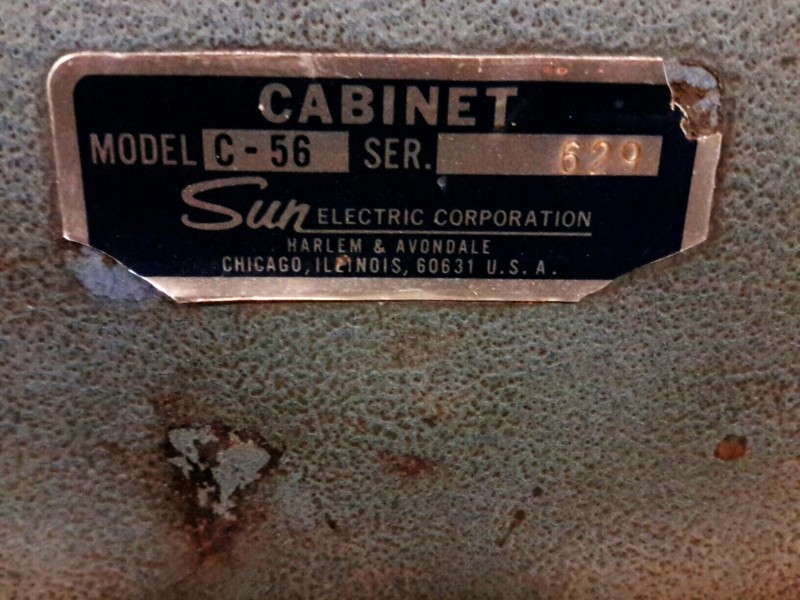 CABINET
MODEL C-56 SER. 629
Sun ELECTRIC CORPORATION
HARLEM & AVONDALE
CHICAGO, ILLINOIS, 60631 U.S.A.